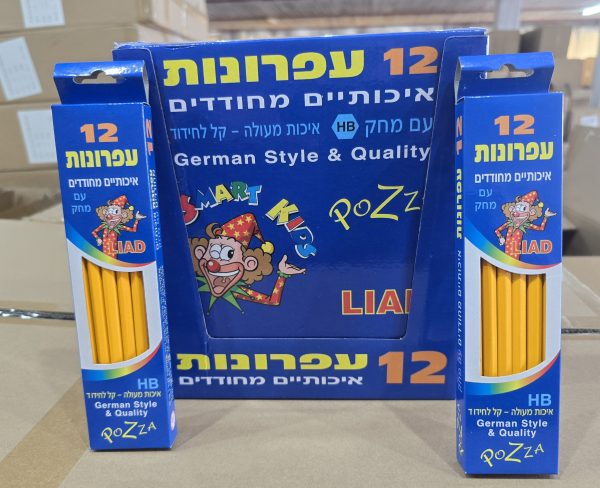 12 עפרונות
איכותיים מחודדים
עם מחק HB איכות מעולה - קל לחידוד
German Style & Quality
SMART KIDS
POZZA
LIAD
12 עפרונות
איכותיים מחודדים
12
עפרונות
איכותיים מחודדים
עם
מחק
LIAD
HB
איכות מעולה - קל לחידוד
German Style
& Quality
POZZA
12
עפרונות
איכותיים מחודדים
עם
מחק
LIAD
HB
איכות מעולה - קל לחידוד
German Style
& Quality
POZZA